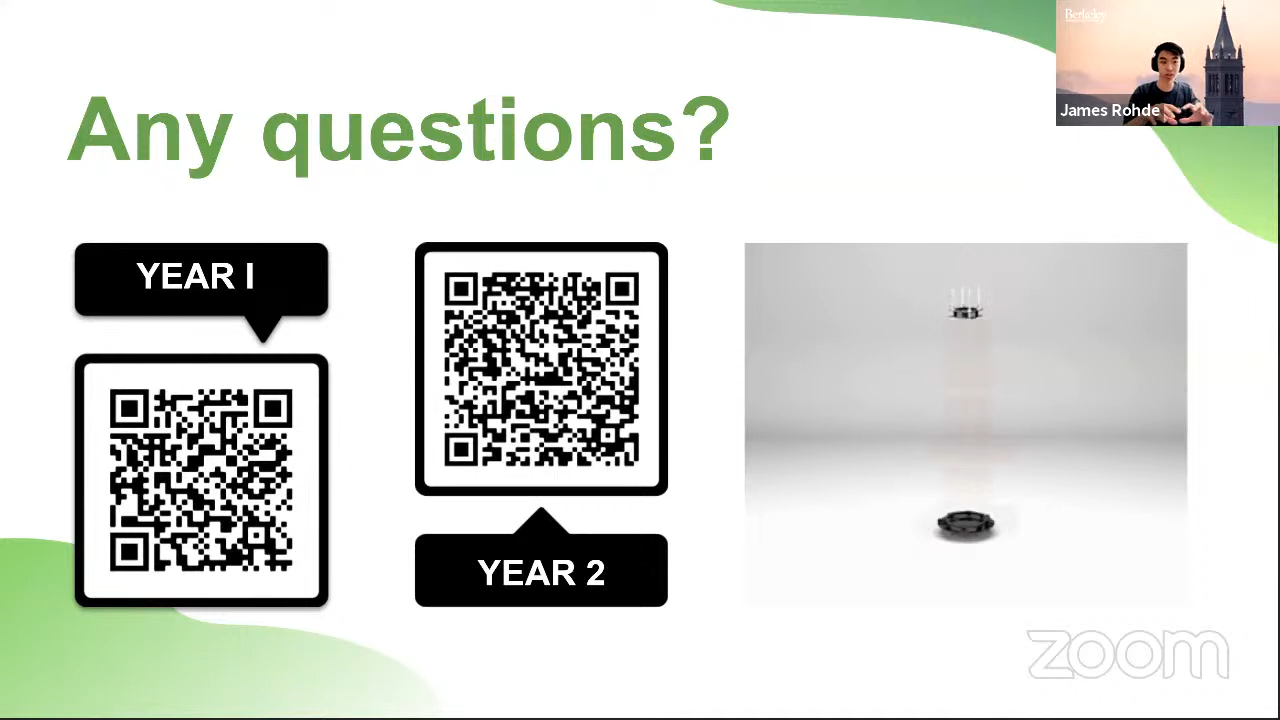 Berkeley
James Rohde
Any questions?
YEAR I
YEAR 2
zoom